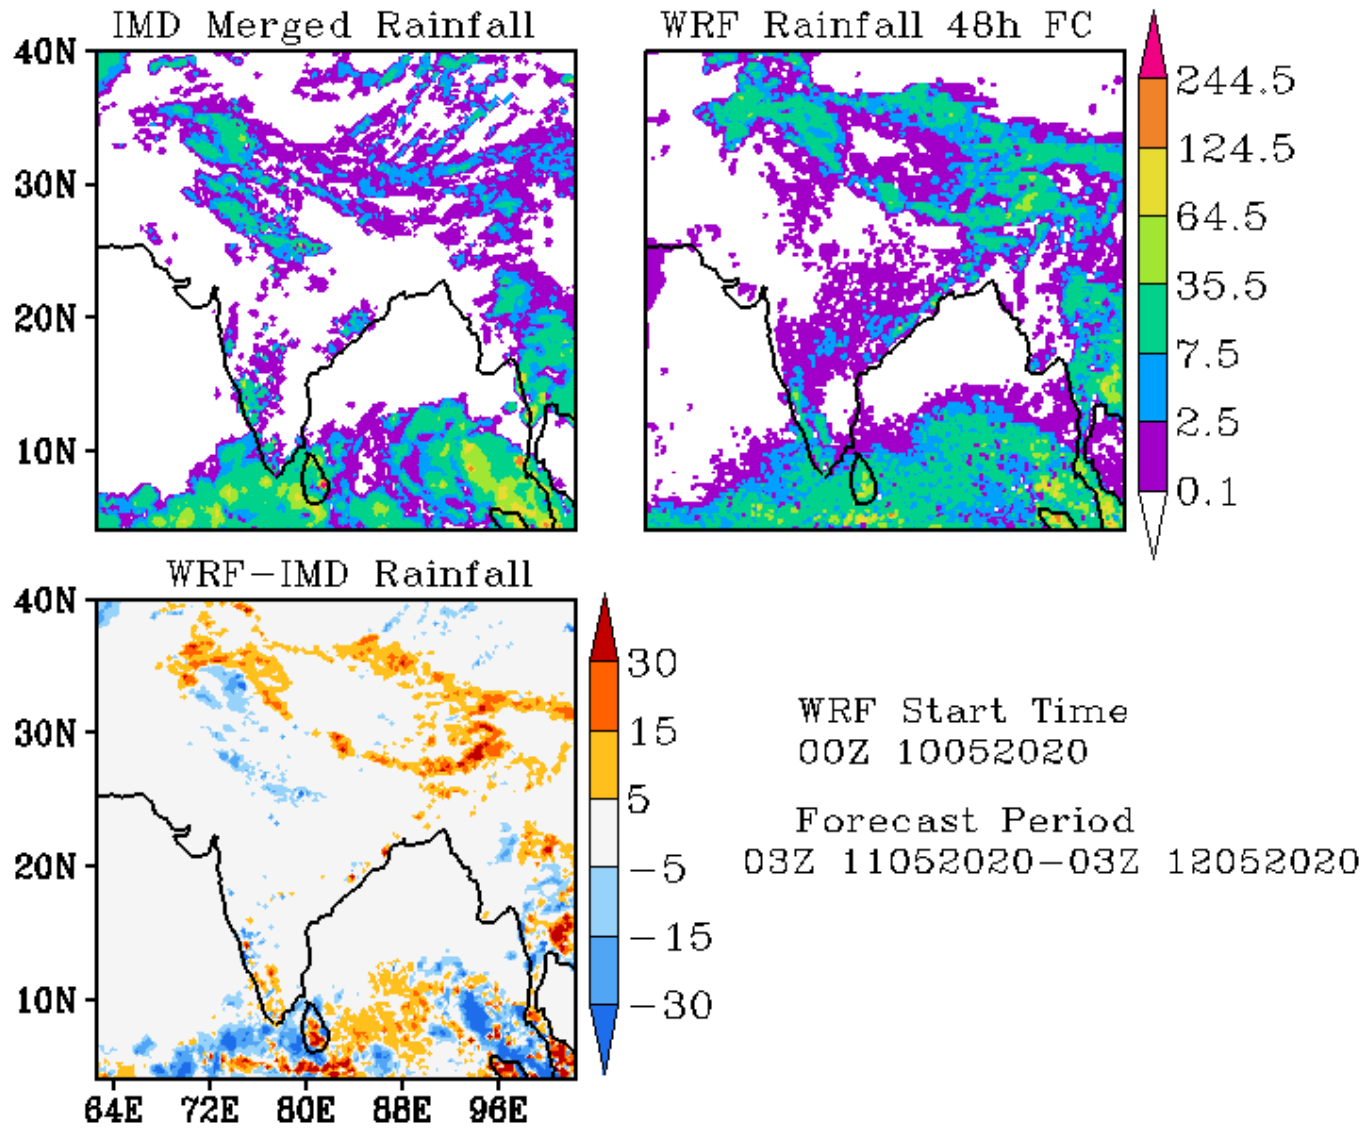 IMD Merged Rainfall
WRF Rainfall 48h FC
40N
30N
20N
10N
244.5
124.5
64.5
35.5
7.5
2.5
0.1
WRF-IMD Rainfall
40N
30N
20N
10N
64E 72E 80E 88E 96E
30
15
5
-5
-15
-30
WRF Start Time
00Z 10052020
Forecast Period
03Z 11052020-03Z 12052020